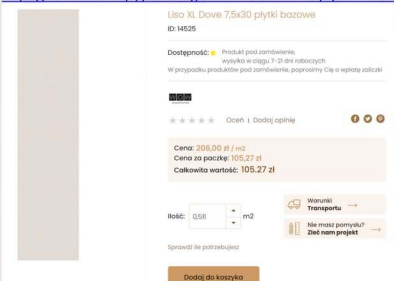 Liso XL Dove 7,5x30 płytki bazowe
ID: 14525
Dostępność: Produkt pod zamówienie,
wysyłka w ciągu 7-21 dni roboczych
W przypadku produktów pod zamówienie, poprosimy Cię o wpłatę zaliczki
WOW
Oceń | Dodaj opinię
Cena: 206,00 zł / m2
Cena za paczkę: 105,27 zł
Całkowita wartość: 105.27 zł
Warunki
Transportu
Ilość: 0,511 m2
Nie masz pomysłu?
Zleć nam projekt
Sprawdź ile potrzebujesz
Dodaj do koszyka